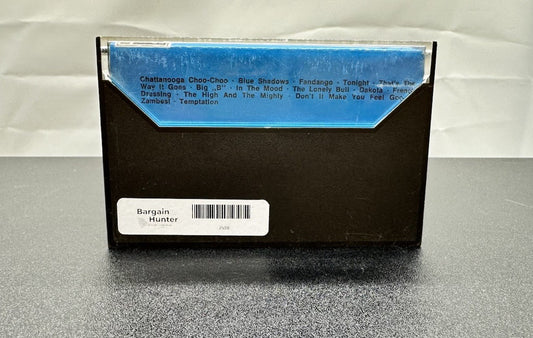 Chattanooga Choo-Choo · Blue Shadows · Fandango · Tonight · That's The
Way It Goes · Big „B" · In The Mood · The Lonely Bull · Dakota · French
Dressing · The High And The Mighty · Don't It Make You Feel Good
Zambesi · Temptation
Bargain
Hunter